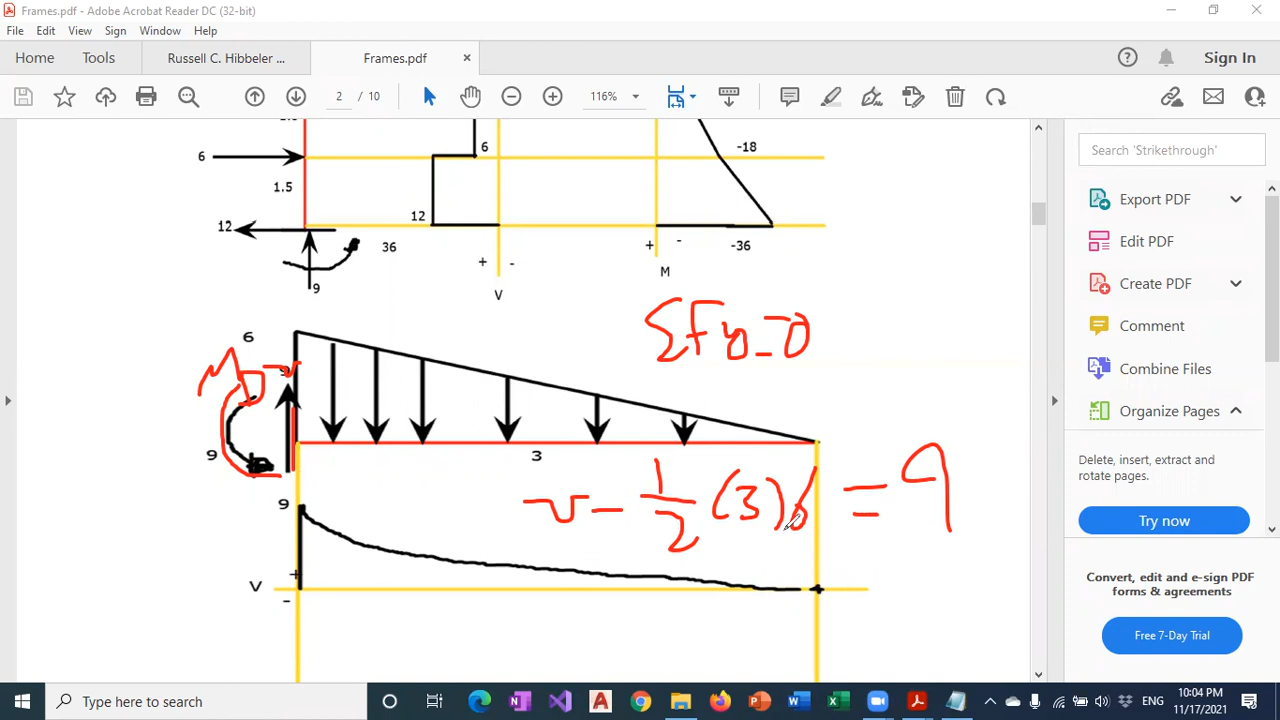 Frames.pdf - Adobe Acrobat Reader DC (32-bit)
File Edit View Sign Window Help
Home Tools Russell C. Hibbeler ... Frames.pdf × Sign In
2 / 10 116%
6 -18
6
1.5
12 12
36 + - -36
+ - M
9 V
ΣFy=0
6
9
M v
9 3
v - 1/2 (3)6 = 9
9
+
V
-
Search 'Strikethrough'
Export PDF
Edit PDF
Create PDF
Comment
Combine Files
Organize Pages
Delete, insert, extract and
rotate pages.
Try now
Convert, edit and e-sign PDF
forms & agreements
Free 7-Day Trial
Type here to search
ENG
10:04 PM
11/17/2021